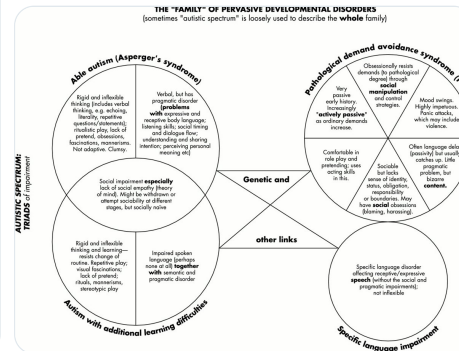 THE "FAMILY" OF PERVASIVE DEVELOPMENTAL DISORDERS
(sometimes "autistic spectrum" is loosely used to describe the whole family)
AUTISTIC SPECTRUM:
TRIADS of impairment
Able autism (Asperger's syndrome)
Rigid and inflexible
thinking (includes verbal
thinking, e.g. echoing,
literality, repetitive
questions/statements);
ritualistic play, lack of
pretend, obsessions,
fascinations, mannerisms.
Not adaptive. Clumsy.
Verbal, but has
pragmatic disorder
(problems
with expressive and
receptive body language;
listening skills; social timing
and dialogue flow;
understanding and sharing
intention; perceiving personal
meaning etc)
Social impairment especially
lack of social empathy (theory
of mind). Might be withdrawn or
attempt sociability at different
stages, but socially naive
Rigid and inflexible
thinking and learning—
resists change of
routine. Repetitive play;
visual fascinations;
lack of pretend;
rituals, mannerisms,
stereotypic play
Impaired spoken
language (perhaps
none at all) together
with semantic and
pragmatic disorder
Autism with additional learning difficulties
Genetic and
other links
Pathological demand avoidance syndrome
Obsessionally resists
demands (to pathological
degree) through
social
manipulation
and control
strategies.
Very
passive
early history.
Increasingly
"actively passive"
as ordinary demands
increase.
Mood swings.
Highly impetuous.
Panic attacks,
which may include
violence.
Comfortable in
role play and
pretending; uses
acting skills
in this.
Sociable
but lacks
sense of identity,
status, obligation,
responsibility
or boundaries. May
have social obsessions
(blaming, harassing).
Often language
(passivity) but usually
catches up. Little
pragmatic
problem, but
bizarre
content.
Specific language disorder
affecting receptive/expressive
speech (without the social and
pragmatic impairments);
not inflexible
Specific language impairment